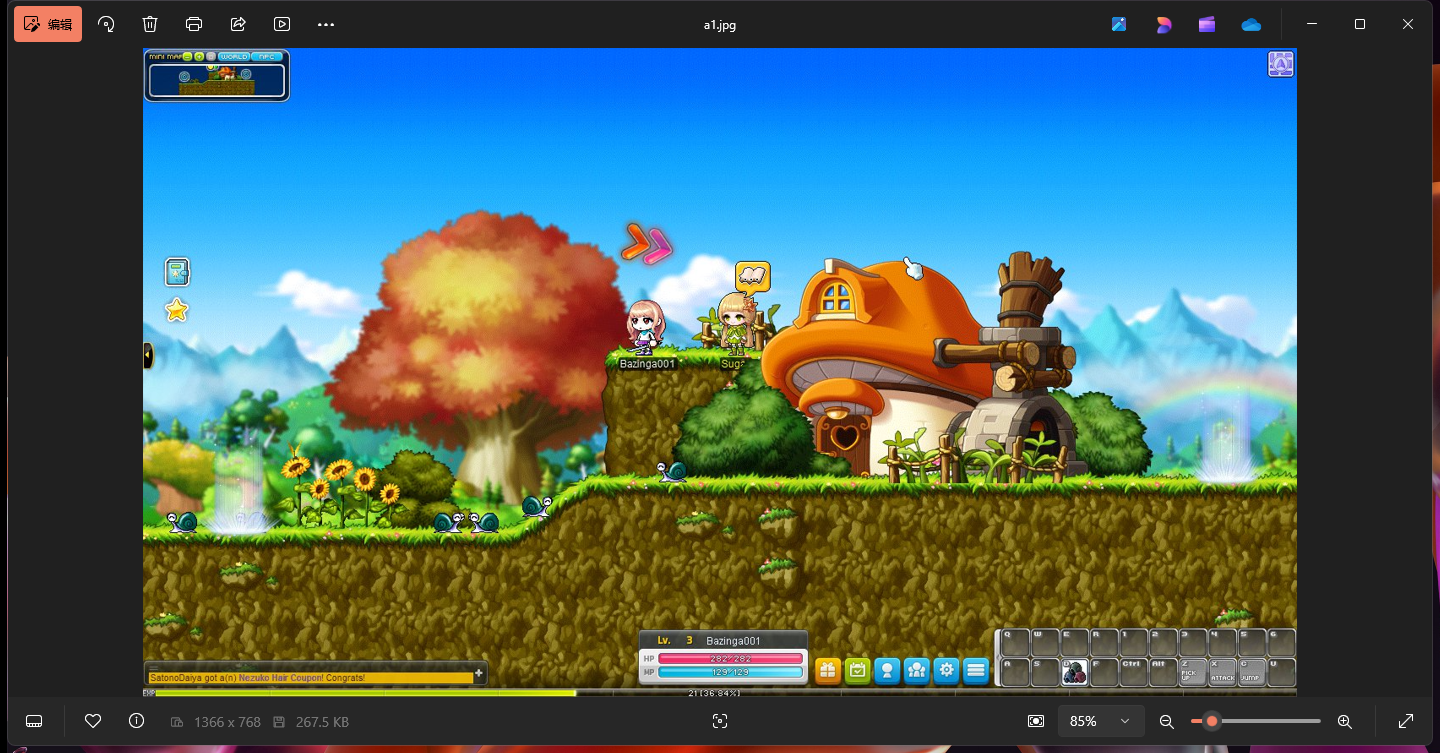 编辑
a1.jpg
MINI MAP WORLD NPC
Bazinga001
Suga
Lv. 3 Bazinga001
HP 282/282
MP 129/129
SatonoDaiya got a(n) Nezuko Hair Coupon! Congrats!
EXP 21 [36.84%]
Q W E R 1 2 3 4 5 6
A S D F Ctrl Alt Z PICK UP X ATTACK C JUMP U
1366 x 768 267.5 KB 85%